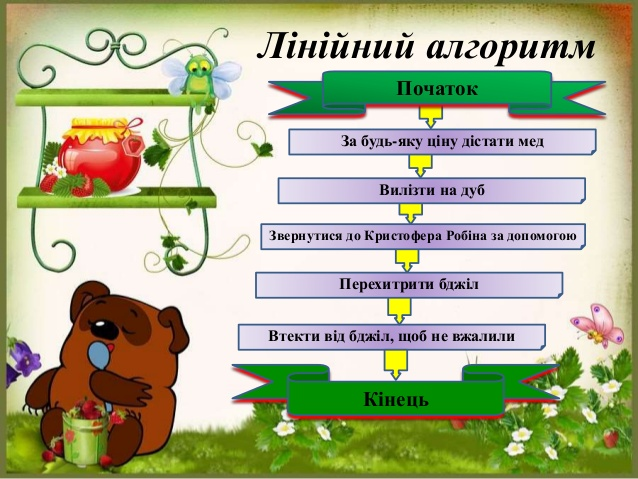 Лінійний алгоритм
Початок
За будь-яку ціну дістати мед
Вилізти на дуб
Звернутися до Кристофера Робіна за допомогою
Перехитрити бджіл
Втекти від бджіл, щоб не вжалили
Кінець